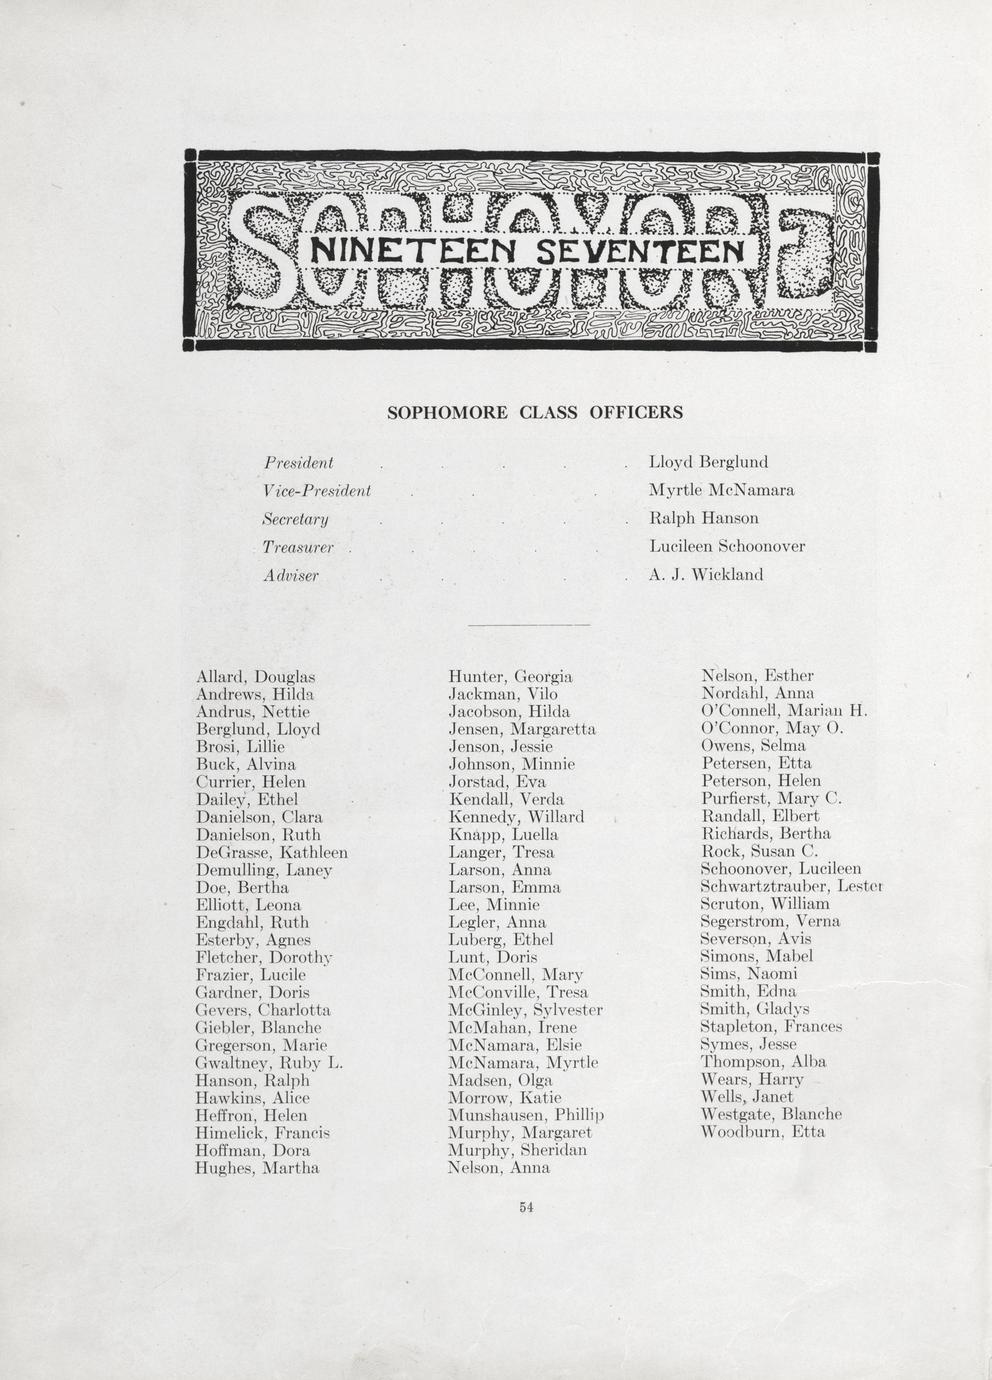 SOPHOMORE
NINETEEN SEVENTEEN
SOPHOMORE CLASS OFFICERS
President . . . . . Lloyd Berglund
Vice-President . . . Myrtle McNamara
Secretary . . . . . Ralph Hanson
Treasurer . . . . . Lucileen Schoonover
Adviser . . . . A. J. Wickland
Allard, Douglas
Andrews, Hilda
Andrus, Nettie
Berglund, Lloyd
Brosi, Lillie
Buck, Alvina
Currier, Helen
Dailey, Ethel
Danielson, Clara
Danielson, Ruth
DeGrasse, Kathleen
Demulling, Laney
Doe, Bertha
Elliott, Leona
Engdahl, Ruth
Esterby, Agnes
Fletcher, Dorothy
Frazier, Lucile
Gardner, Doris
Gevers, Charlotta
Giebler, Blanche
Gregerson, Marie
Gwaltney, Ruby L.
Hanson, Ralph
Hawkins, Alice
Heffron, Helen
Himelick, Francis
Hoffman, Dora
Hughes, Martha
Hunter, Georgia
Jackman, Vilo
Jacobson, Hilda
Jensen, Margaretta
Jenson, Jessie
Johnson, Minnie
Jorstad, Eva
Kendall, Verda
Kennedy, Willard
Knapp, Luella
Langer, Tresa
Larson, Anna
Larson, Emma
Lee, Minnie
Legler, Anna
Luberg, Ethel
Lunt, Doris
McConnell, Mary
McConville, Tresa
McGinley, Sylvester
McMahan, Irene
McNamara, Elsie
McNamara, Myrtle
Madsen, Olga
Morrow, Katie
Munshausen, Phillip
Murphy, Margaret
Murphy, Sheridan
Nelson, Anna
Nelson, Esther
Nordahl, Anna
O'Connell, Marian H.
O'Connor, May O.
Owens, Selma
Petersen, Etta
Peterson, Helen
Purfierst, Mary C.
Randall, Elbert
Richards, Bertha
Rock, Susan C.
Schoonover, Lucileen
Schwartztrauber, Lester
Scruton, William
Segerstrom, Verna
Severson, Avis
Simons, Mabel
Sims, Naomi
Smith, Edna
Smith, Gladys
Stapleton, Frances
Symes, Jesse
Thompson, Alba
Wears, Harry
Wells, Janet
Westgate, Blanche
Woodburn, Etta
54